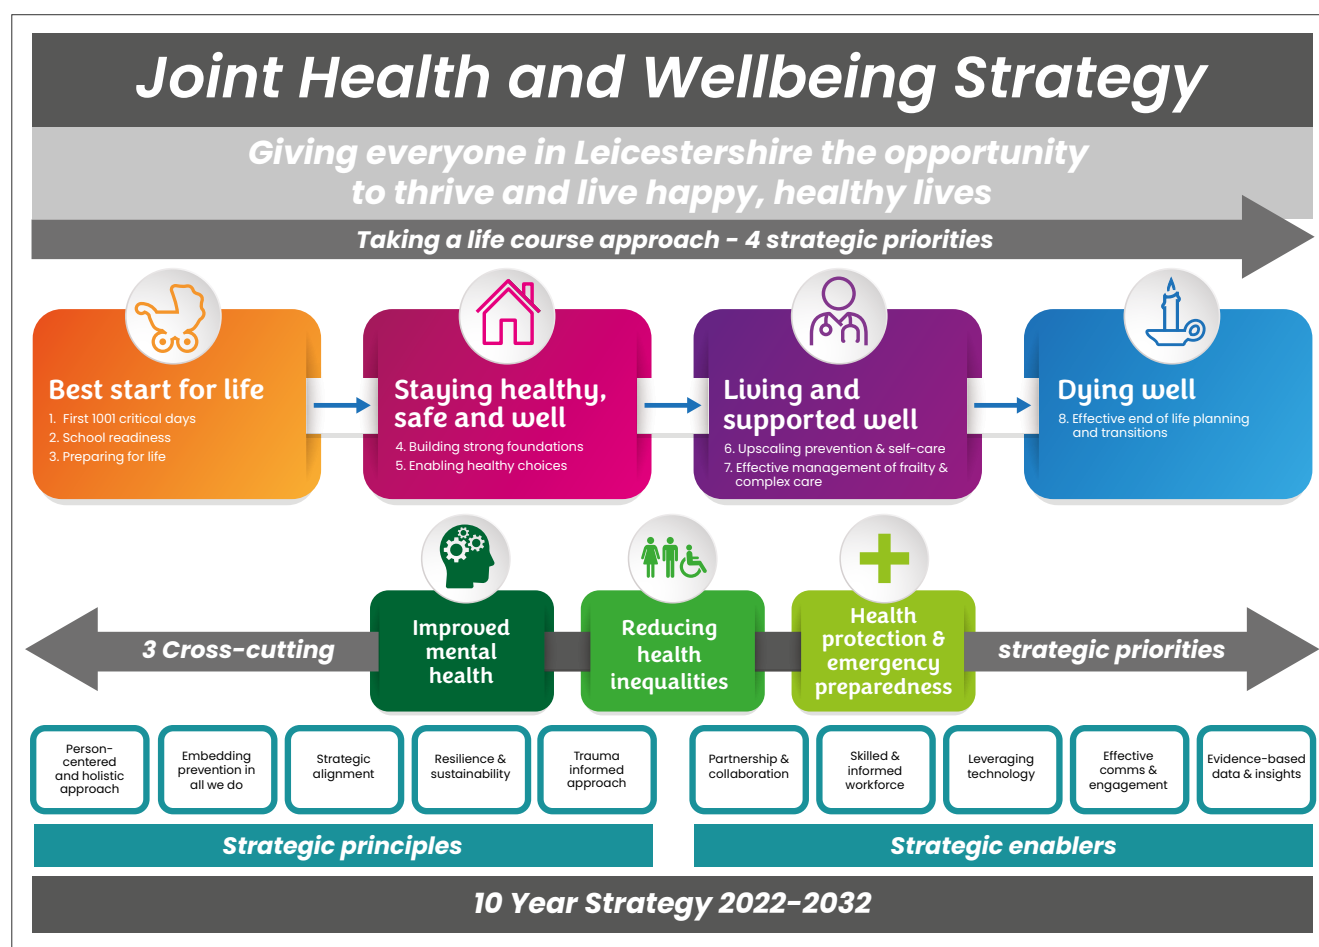 Joint Health and Wellbeing Strategy
Giving everyone in Leicestershire the opportunity
to thrive and live happy, healthy lives
Taking a life course approach - 4 strategic priorities
Best start for life
1. First 1001 critical days
2. School readiness
3. Preparing for life
Staying healthy,
safe and well
4. Building strong foundations
5. Enabling healthy choices
Living and
supported well
6. Upscaling prevention & self-care
7. Effective management of frailty &
complex care
Dying well
8. Effective end of life planning
and transitions
3 Cross-cutting
Improved
mental
health
Reducing
health
inequalities
Health
protection &
emergency
preparedness
strategic priorities
Person-
centered
and holistic
approach
Embedding
prevention in
all we do
Strategic
alignment
Resilience &
sustainability
Trauma
informed
approach
Partnership &
collaboration
Skilled &
informed
workforce
Leveraging
technology
Effective
comms &
engagement
Evidence-based
data & insights
Strategic principles
Strategic enablers
10 Year Strategy 2022-2032